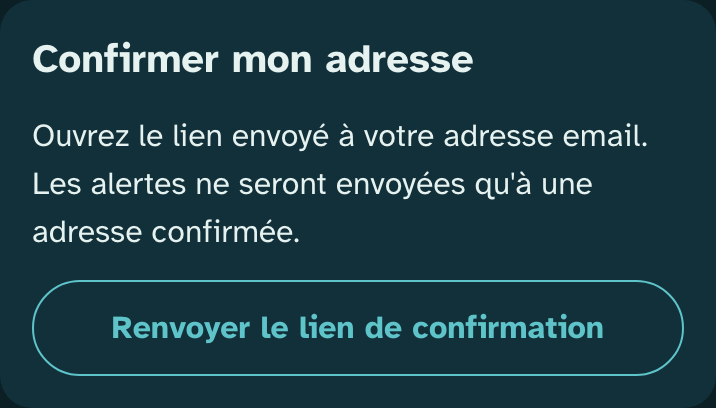 Confirmer mon adresse
Ouvrez le lien envoyé à votre adresse email.
Les alertes ne seront envoyées qu'à une
adresse confirmée.
Renvoyer le lien de confirmation